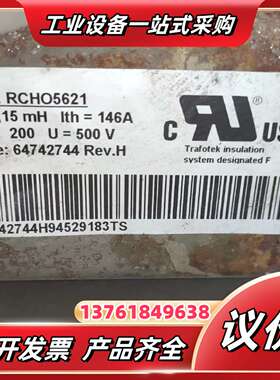 工业设备一站式采购
RCHO5621
,15 mH Ith = 146A
200 U = 500 V
e: 64742744 Rev.H
C US
Trafotek insulation
system designated F
42744H94529183TS
13761849638
开发票 产品齐全
议价